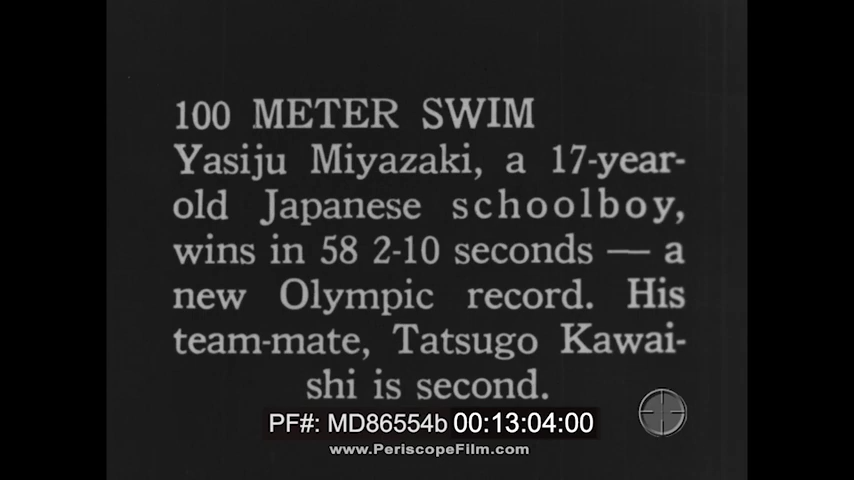 100 METER SWIM
Yasiju Miyazaki, a 17-year-
old Japanese schoolboy,
wins in 58 2-10 seconds — a
new Olympic record. His
team-mate, Tatsugo Kawai-
shi is second.
PF#: MD86554b 00:13:04:00
www.PeriscopeFilm.com